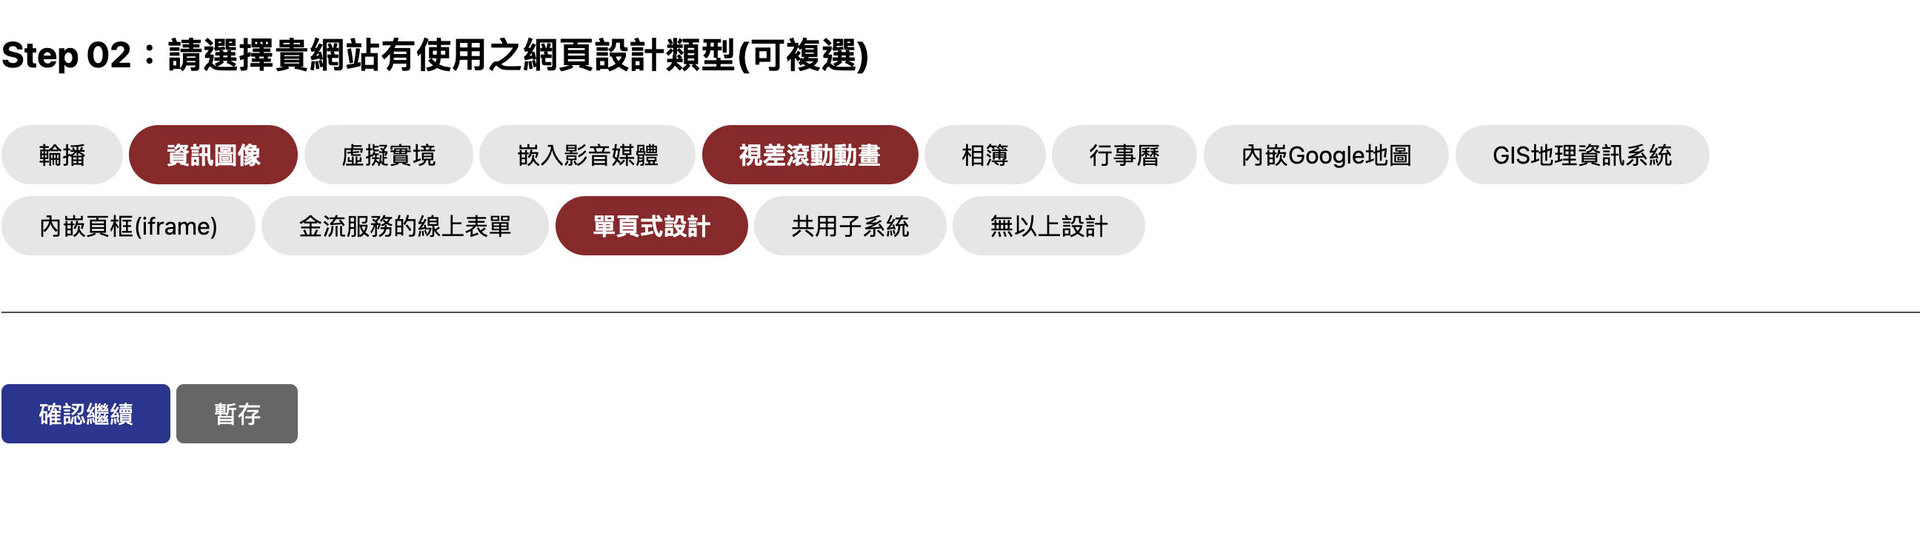 Step 02：請選擇貴網站有使用之網頁設計類型(可複選)
輪播 資訊圖像 虛擬實境 嵌入影音媒體 視差滾動動畫 相簿 行事曆 內嵌Google地圖 GIS地理資訊系統
內嵌頁框(iframe) 金流服務的線上表單 單頁式設計 共用子系統 無以上設計
確認繼續 暫存